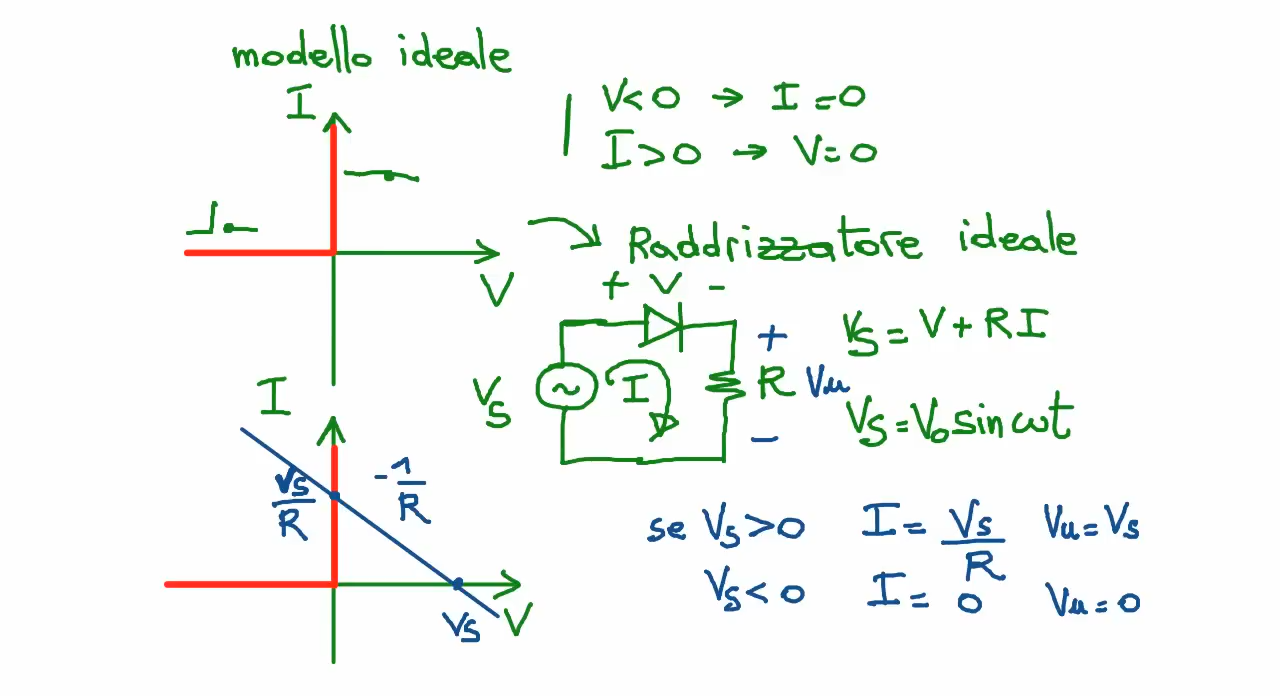 modello ideale
I
V<0 → I=0
I>0 → V=0
V
Raddrizzatore ideale
+ V -
Vs = V + RI
Vs
I
+
R Vu
-
Vs = V₀ sin ωt
I
Vs/R
-1/R
Vs
V
se Vs>0 I = Vs/R Vu = Vs
Vs<0 I = 0 Vu = 0